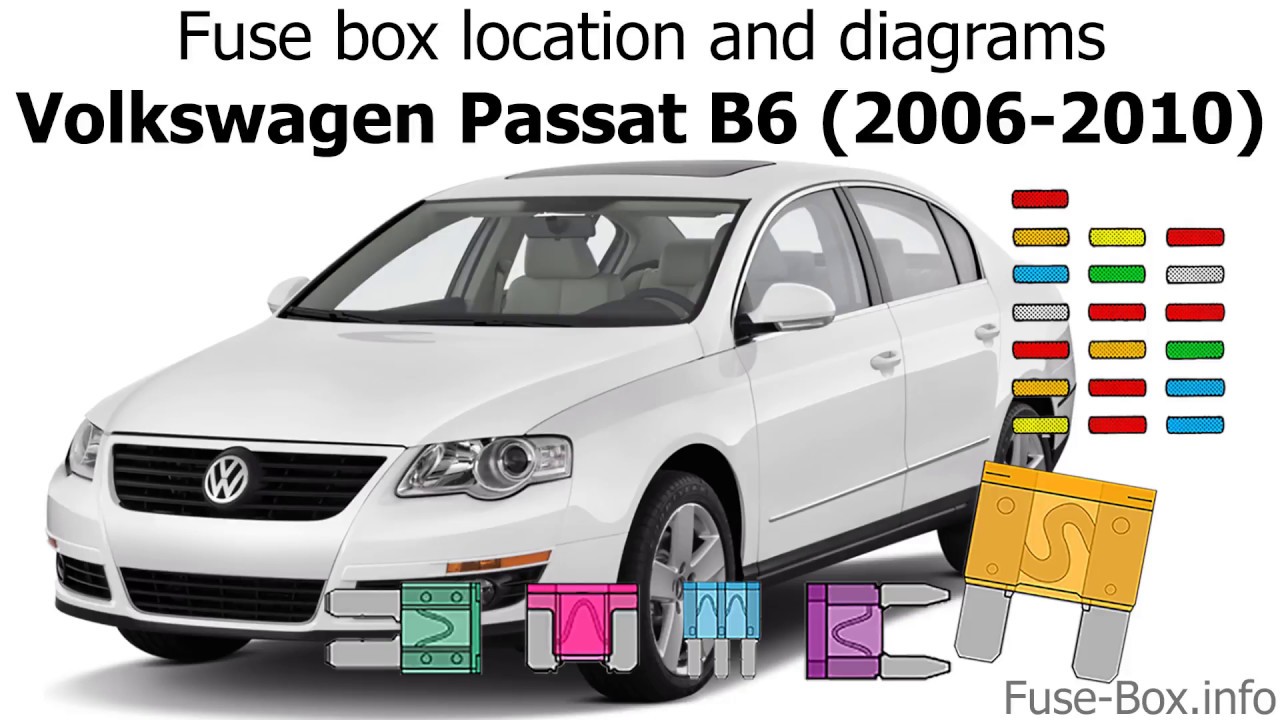 Fuse box location and diagrams
Volkswagen Passat B6 (2006-2010)
Fuse-Box.info